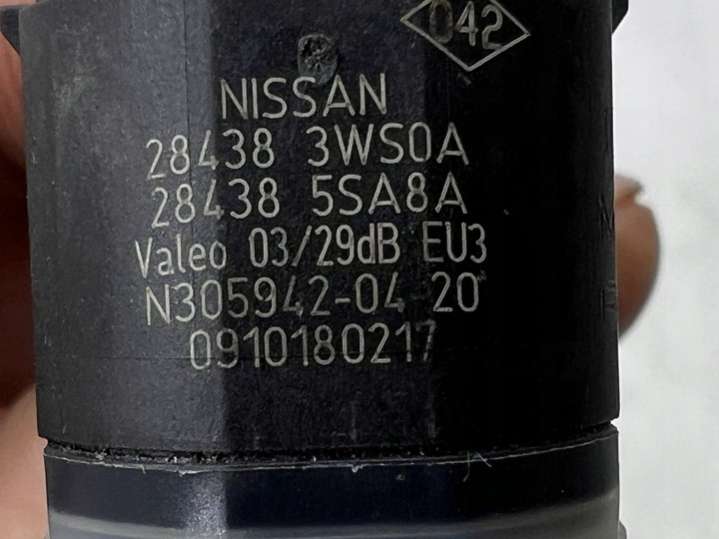 042
NISSAN
28438 3WS0A
28438 5SA8A
Valeo 03/29dB EU3
N305942-04 20
0910180217